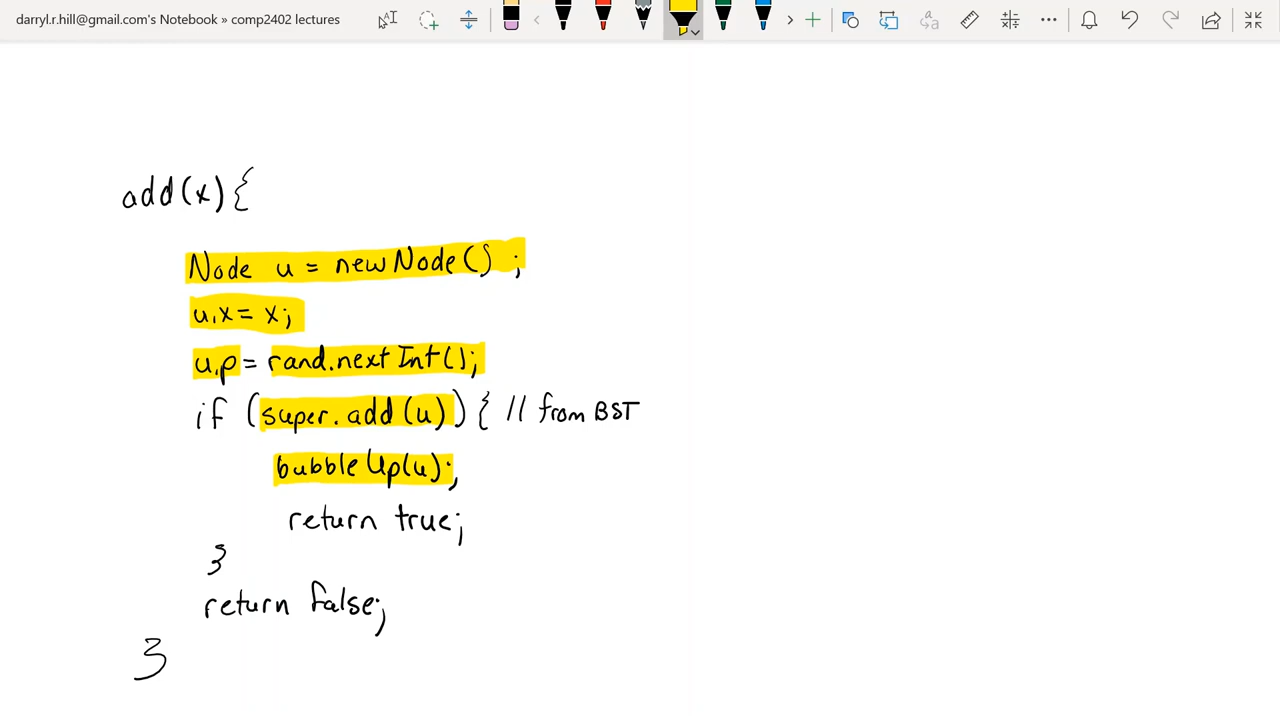 darryl.r.hill@gmail.com's Notebook » comp2402 lectures
add(x){
Node u = new Node() ;
u.x = x;
u.p = rand.nextInt();
if (super.add(u)){ // from BST
bubbleUp(u);
return true;
}
return false;
}